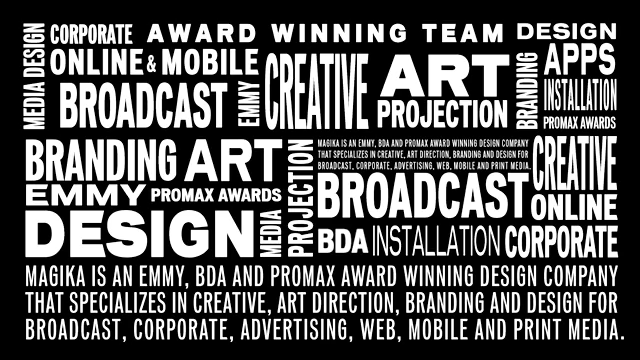 MEDIA DESIGN
CORPORATE
AWARD WINNING TEAM
DESIGN
ONLINE & MOBILE
BROADCAST
EMMY
CREATIVE
ART
PROJECTION
BRANDING
APPS
INSTALLATION
PROMAX AWARDS
BRANDING ART
EMMY PROMAX AWARDS
DESIGN
MEDIA
PROJECTION
MAGIKA IS AN EMMY, BDA AND PROMAX AWARD WINNING DESIGN COMPANY
THAT SPECIALIZES IN CREATIVE, ART DIRECTION, BRANDING AND DESIGN FOR
BROADCAST, CORPORATE, ADVERTISING, WEB, MOBILE AND PRINT MEDIA.
BROADCAST
CREATIVE
ONLINE
BDA INSTALLATION CORPORATE
MAGIKA IS AN EMMY, BDA AND PROMAX AWARD WINNING DESIGN COMPANY
THAT SPECIALIZES IN CREATIVE, ART DIRECTION, BRANDING AND DESIGN FOR
BROADCAST, CORPORATE, ADVERTISING, WEB, MOBILE AND PRINT MEDIA.